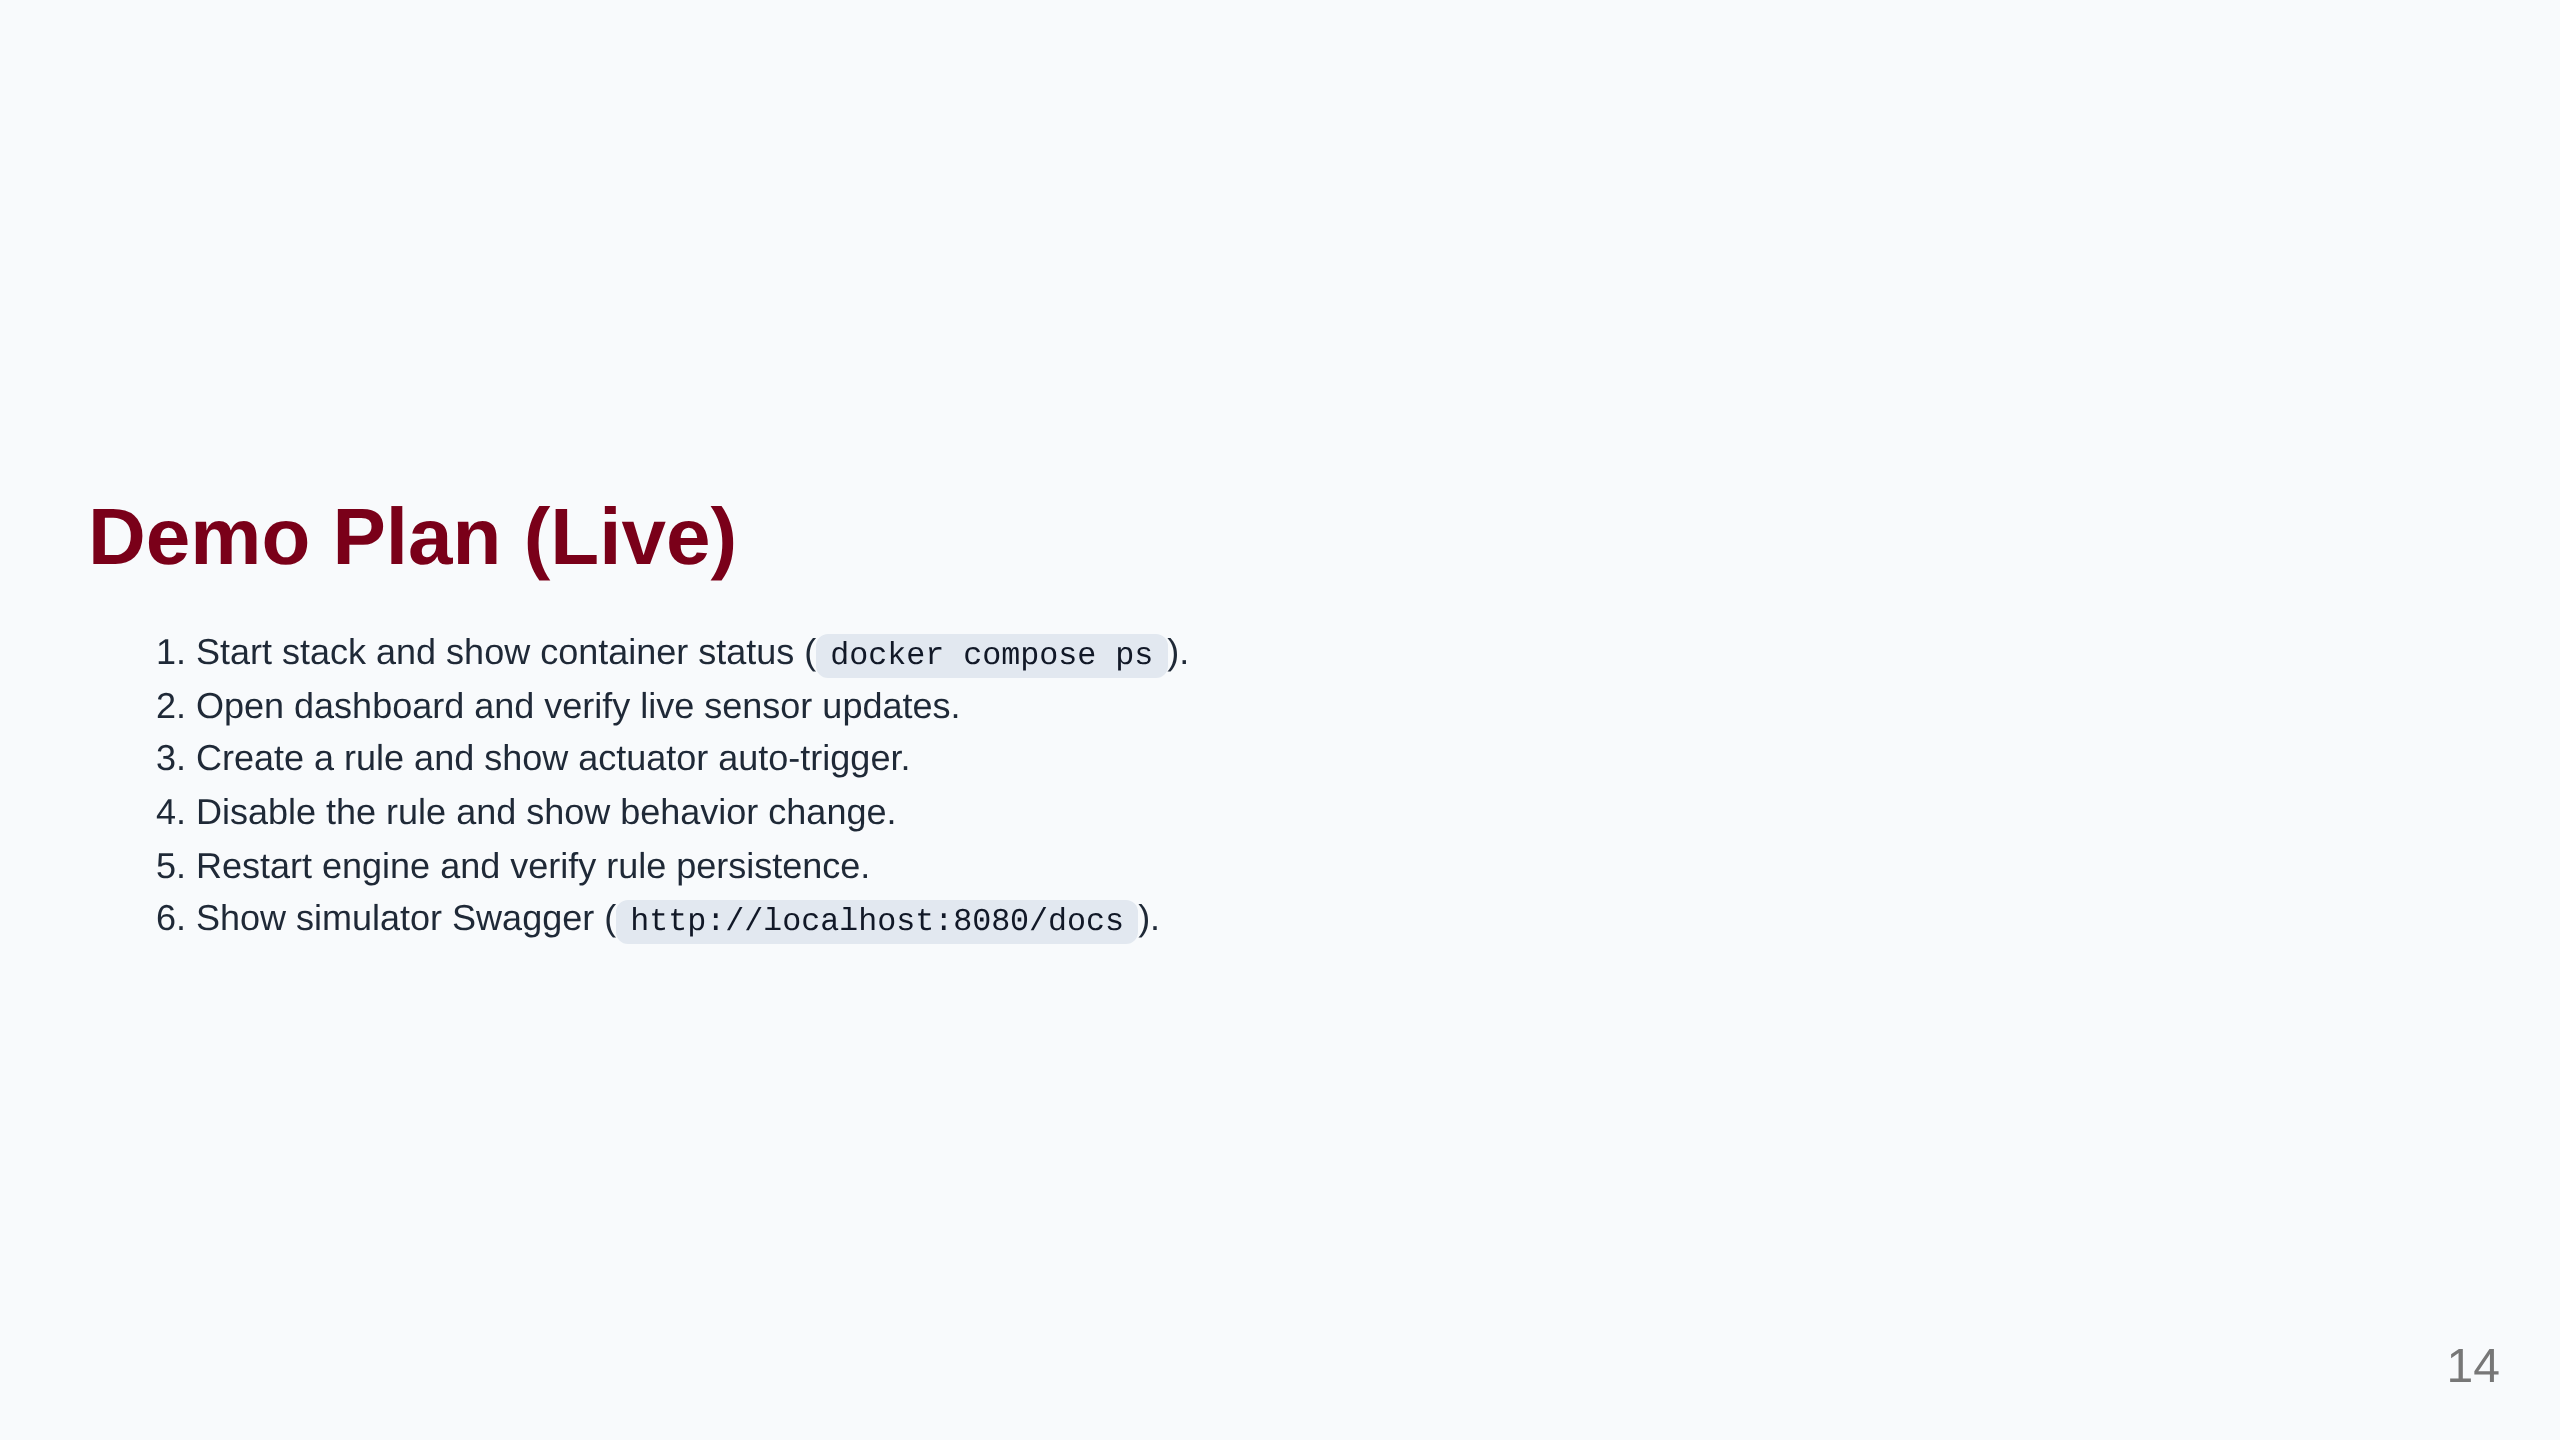 Demo Plan (Live)
1. Start stack and show container status (docker compose ps).
2. Open dashboard and verify live sensor updates.
3. Create a rule and show actuator auto-trigger.
4. Disable the rule and show behavior change.
5. Restart engine and verify rule persistence.
6. Show simulator Swagger (http://localhost:8080/docs).
14